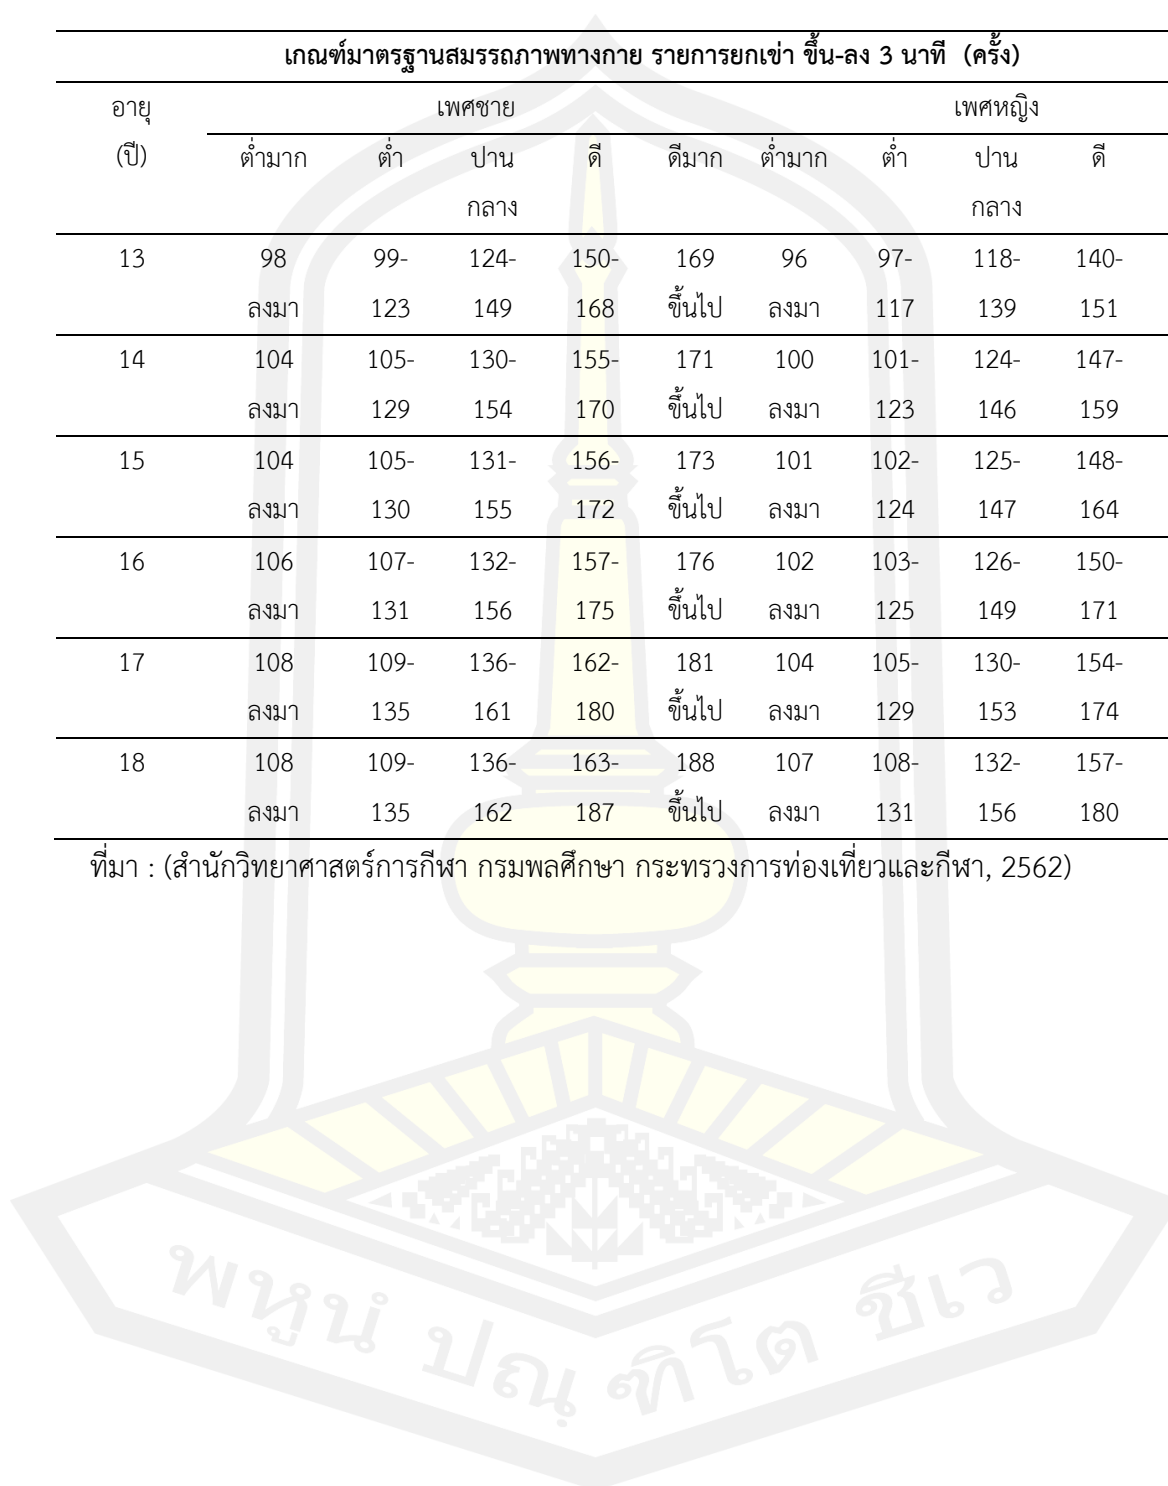 เกณฑ์มาตรฐานสมรรถภาพทางกาย รายการยกเข่า ขึ้น-ลง 3 นาที (ครั้ง)
อายุ เพศชาย เพศหญิง
(ปี) ต่ำมาก ต่ำ ปาน ดี ดีมาก ต่ำมาก ต่ำ ปาน ดี
กลาง กลาง
13 98 99- 124- 150- 169 96 97- 118- 140-
ลงมา 123 149 168 ขึ้นไป ลงมา 117 139 151
14 104 105- 130- 155- 171 100 101- 124- 147-
ลงมา 129 154 170 ขึ้นไป ลงมา 123 146 159
15 104 105- 131- 156- 173 101 102- 125- 148-
ลงมา 130 155 172 ขึ้นไป ลงมา 124 147 164
16 106 107- 132- 157- 176 102 103- 126- 150-
ลงมา 131 156 175 ขึ้นไป ลงมา 125 149 171
17 108 109- 136- 162- 181 104 105- 130- 154-
ลงมา 135 161 180 ขึ้นไป ลงมา 129 153 174
18 108 109- 136- 163- 188 107 108- 132- 157-
ลงมา 135 162 187 ขึ้นไป ลงมา 131 156 180
ที่มา : (สำนักวิทยาศาสตร์การกีฬา กรมพลศึกษา กระทรวงการท่องเที่ยวและกีฬา, 2562)
พหูนํ ปณฺฑิโต ชีเว